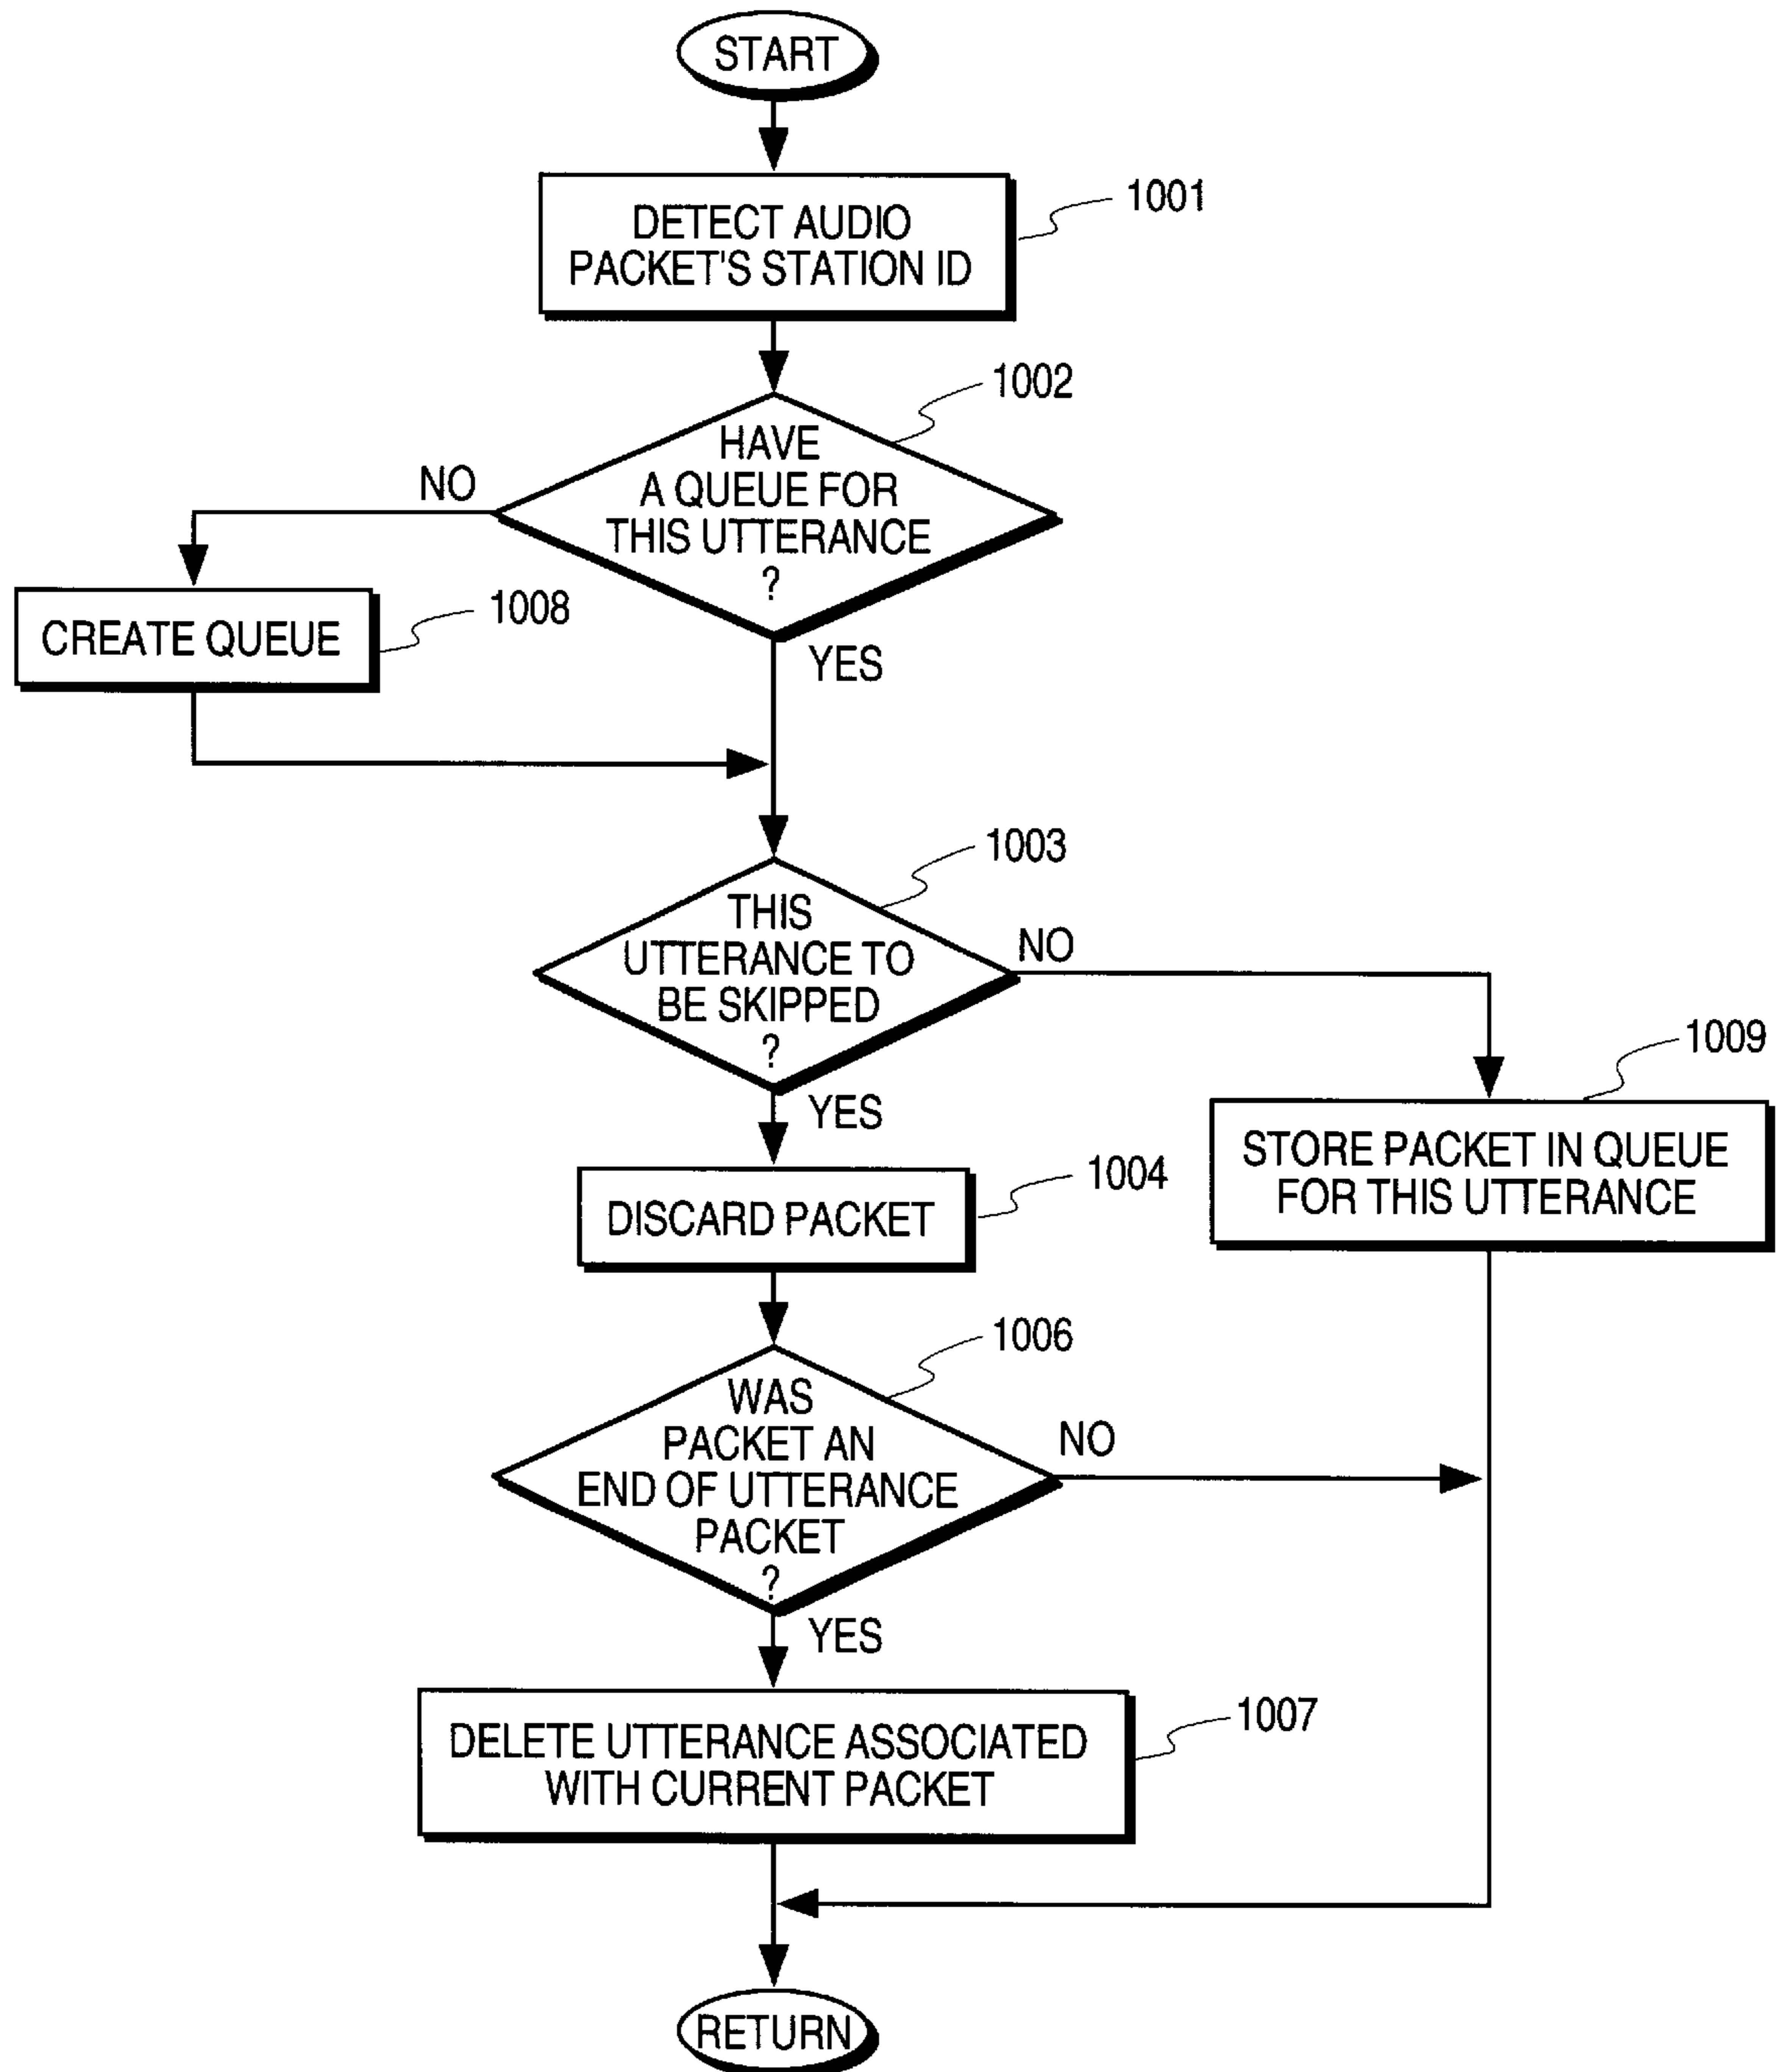 START
DETECT AUDIO
PACKET'S STATION ID
1001
1002
HAVE
A QUEUE FOR
THIS UTTERANCE
?
NO
YES
CREATE QUEUE
1008
1003
THIS
UTTERANCE TO
BE SKIPPED
?
NO
YES
1009
STORE PACKET IN QUEUE
FOR THIS UTTERANCE
1004
DISCARD PACKET
1006
WAS
PACKET AN
END OF UTTERANCE
PACKET
?
NO
YES
1007
DELETE UTTERANCE ASSOCIATED
WITH CURRENT PACKET
RETURN